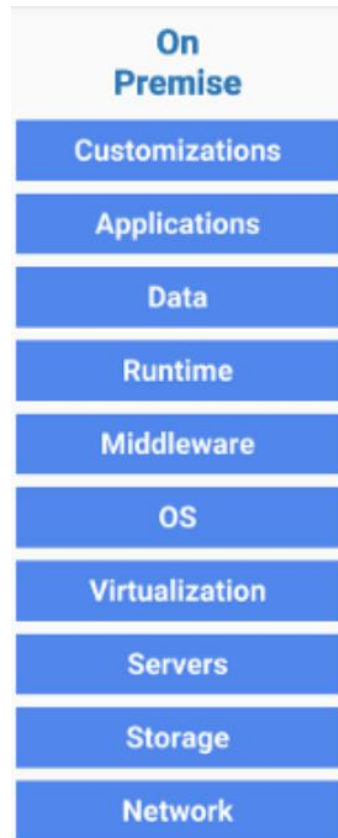 On
Premise
Customizations
Applications
Data
Runtime
Middleware
OS
Virtualization
Servers
Storage
Network